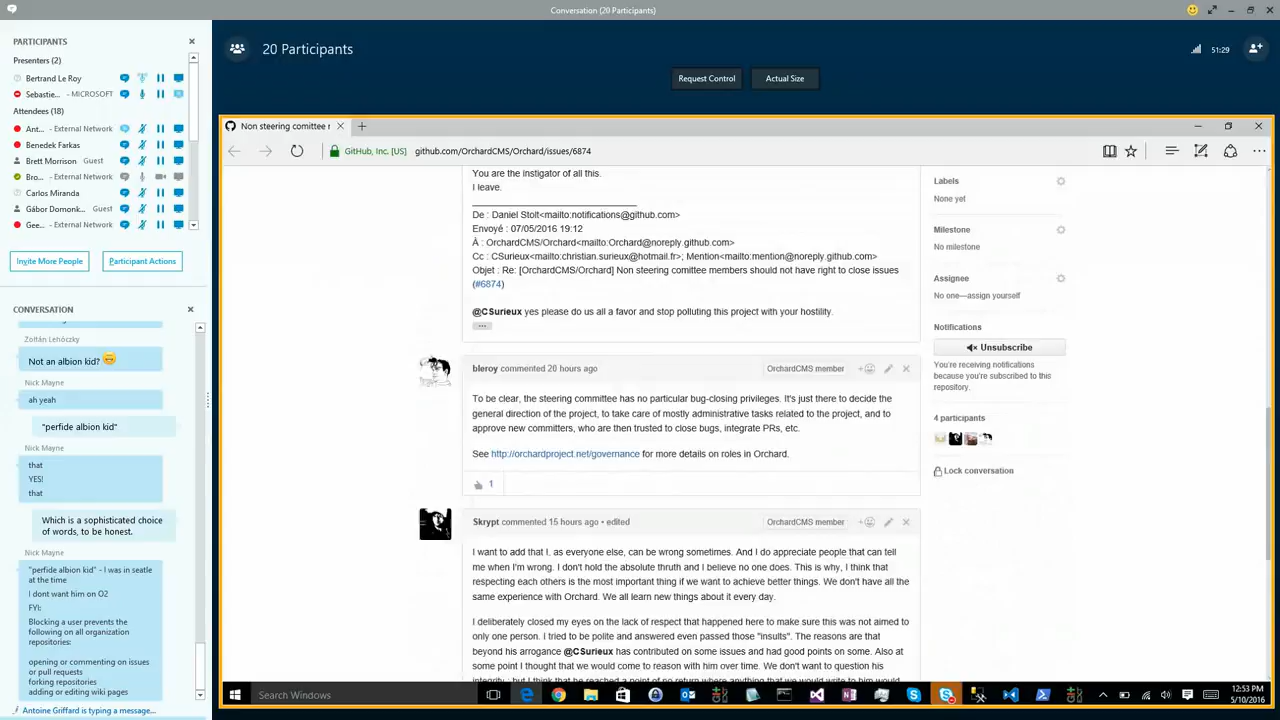 Conversation (20 Participants)
PARTICIPANTS
Presenters (2)
Bertrand Le Roy
Sebastie... - MICROSOFT
Attendees (18)
Ant... - External Network
Benedek Farkas
Brett Morrison Guest
Bro... - External Network
Carlos Miranda
Gábor Domonk... Guest
Gee... - External Network
Invite More People
Participant Actions
CONVERSATION
Zoltán Lehóczky
Not an albion kid?
Nick Mayne
ah yeah
"perfide albion kid"
Nick Mayne
that
YES!
that
Which is a sophisticated choice
of words, to be honest.
Nick Mayne
"perfide albion kid" - I was in seatle
at the time
I dont want him on O2
FYI:
Blocking a user prevents the
following on all organization
repositories:
opening or commenting on issues
or pull requests
forking repositories
adding or editing wiki pages
Antoine Griffard is typing a message...
20 Participants
51:29
Request Control
Actual Size
Non steering comittee r
GitHub, Inc. [US]
github.com/OrchardCMS/Orchard/issues/6874
You are the instigator of all this.
I leave.
De : Daniel Stolt<mailto:notifications@github.com>
Envoyé : 07/05/2016 19:12
À : OrchardCMS/Orchard<mailto:Orchard@noreply.github.com>
Cc : CSurieux<mailto:christian.surieux@hotmail.fr>; Mention<mailto:mention@noreply.github.com>
Objet : Re: [OrchardCMS/Orchard] Non steering comittee members should not have right to close issues
(#6874)
@CSurieux yes please do us all a favor and stop polluting this project with your hostility.
...
bleroy commented 20 hours ago
OrchardCMS member
To be clear, the steering committee has no particular bug-closing privileges. It's just there to decide the
general direction of the project, to take care of mostly administrative tasks related to the project, and to
approve new committers, who are then trusted to close bugs, integrate PRs, etc.
See http://orchardproject.net/governance for more details on roles in Orchard.
1
Skrypt commented 15 hours ago • edited
OrchardCMS member
I want to add that I, as everyone else, can be wrong sometimes. And I do appreciate people that can tell
me when I'm wrong. I don't hold the absolute thruth and I believe no one does. This is why, I think that
respecting each others is the most important thing if we want to achieve better things. We don't have all the
same experience with Orchard. We all learn new things about it every day.
I deliberately closed my eyes on the lack of respect that happened here to make sure this was not aimed to
only one person. I tried to be polite and answered even passed those "insults". The reasons are that
beyond his arrogance @CSurieux has contributed on some issues and had good points on some. Also at
some point I thought that we would come to reason with him over time. We don't want to question his
integrity ; but I think that he reached a point of no return where anything that we would write to him would
Labels
None yet
Milestone
No milestone
Assignee
No one—assign yourself
Notifications
Unsubscribe
You're receiving notifications
because you're subscribed to this
repository.
4 participants
Lock conversation
Search Windows
12:53 PM
5/10/2016